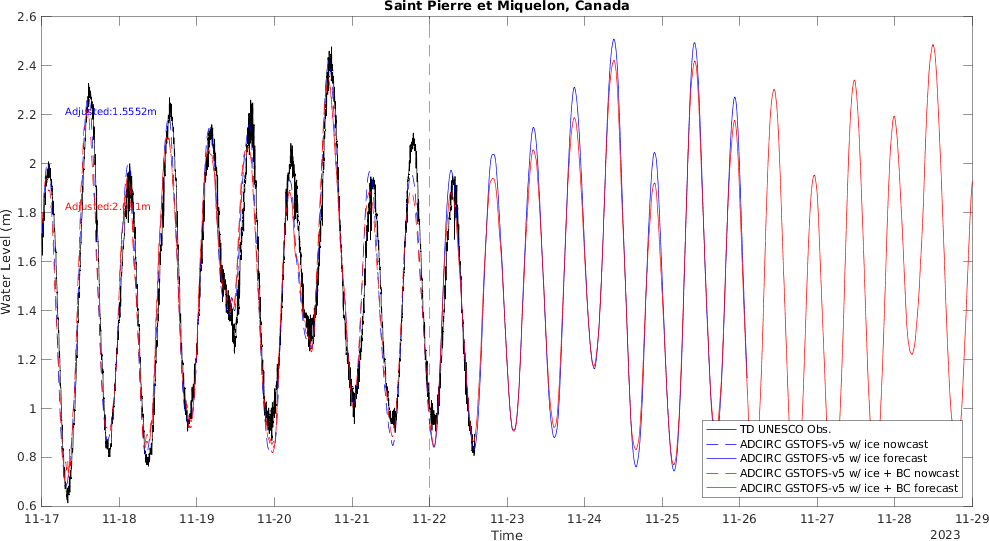 Saint Pierre et Miquelon, Canada
2.6
2.4
2.2
2
1.8
1.6
1.4
1.2
1
0.8
0.6
Water Level (m)
Adjusted:1.5552m
TD UNESCO Obs.
ADCIRC GSTOFS-v5 w/ ice nowcast
ADCIRC GSTOFS-v5 w/ ice forecast
ADCIRC GSTOFS-v5 w/ ice + BC nowcast
ADCIRC GSTOFS-v5 w/ ice + BC forecast
11-17 11-18 11-19 11-20 11-21 11-22 11-23 11-24 11-25 11-26 11-27 11-28 11-29
Time
2023